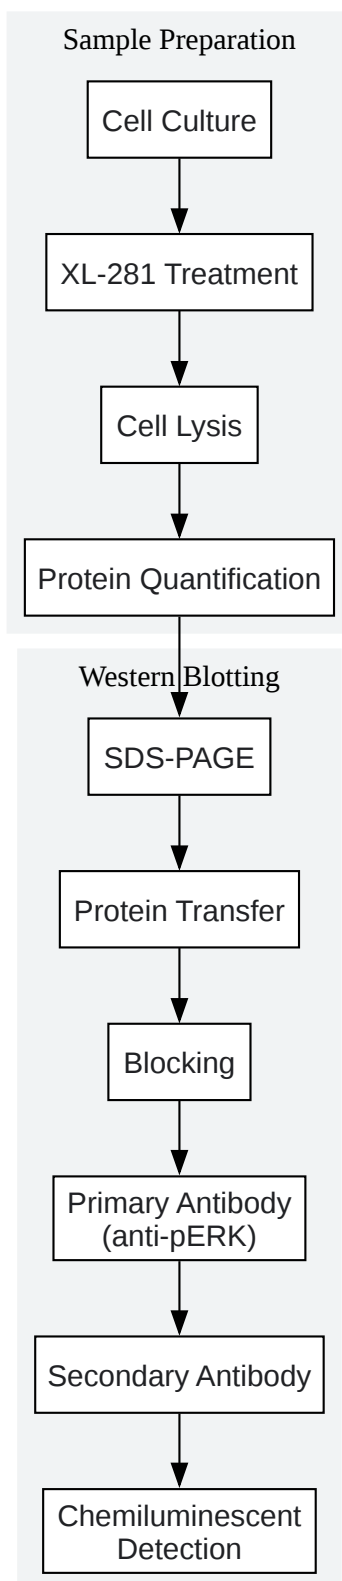 Sample Preparation
Cell Culture
XL-281 Treatment
Cell Lysis
Protein Quantification
Western Blotting
SDS-PAGE
Protein Transfer
Blocking
Primary Antibody
(anti-pERK)
Secondary Antibody
Chemiluminescent
Detection